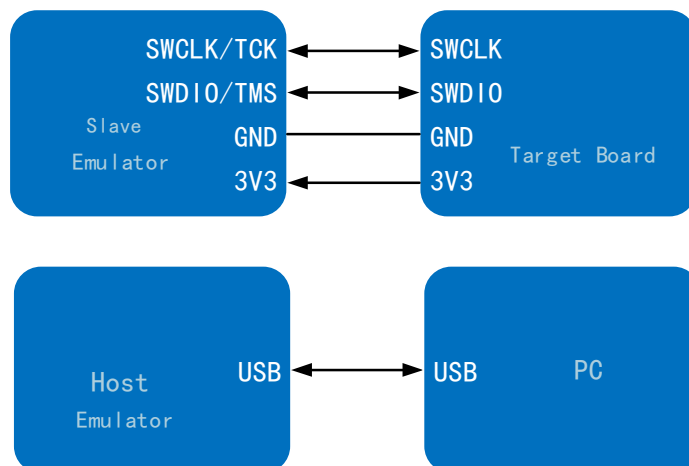 SWCLK/TCK SWCLK
SWDIO/TMS SWDIO
Slave
Emulator
GND GND
Target Board
3V3 3V3
Host
Emulator
USB USB
PC